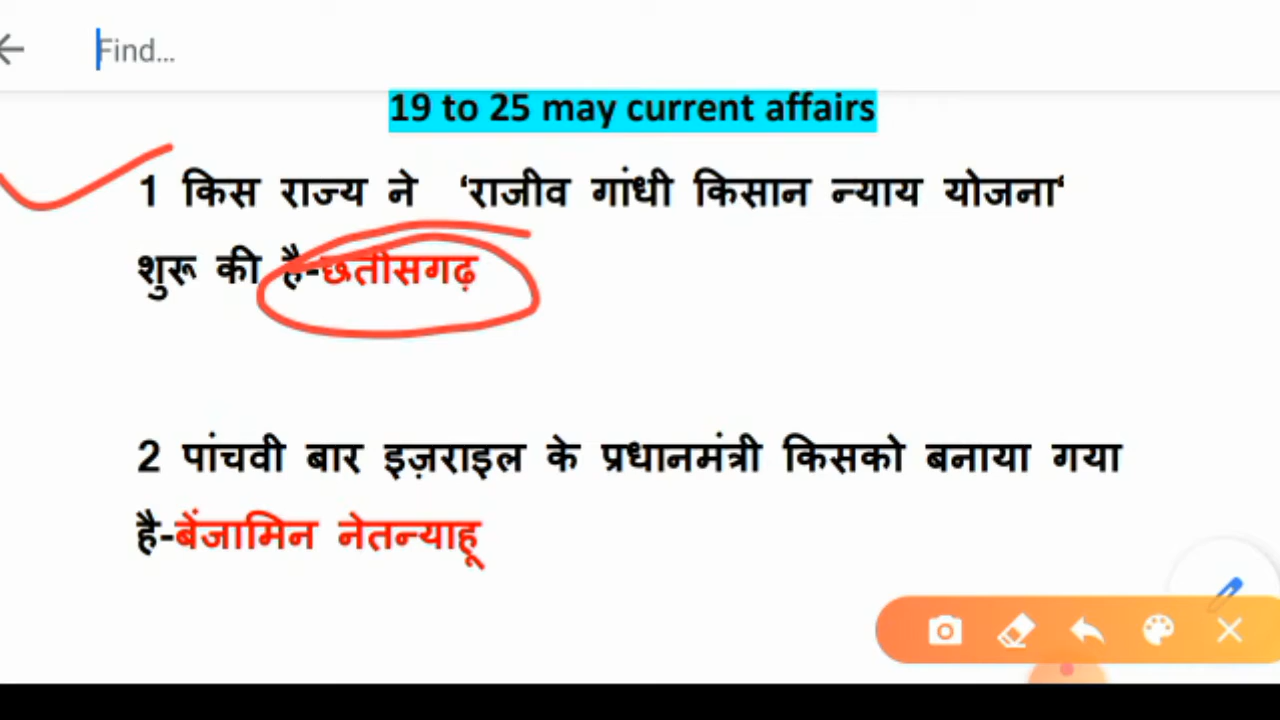 Find...
19 to 25 may current affairs
1 किस राज्य ने ‘राजीव गांधी किसान न्याय योजना‘
शुरू की है-छतीसगढ़
2 पांचवी बार इज़राइल के प्रधानमंत्री किसको बनाया गया
है-बेंजामिन नेतन्याहू